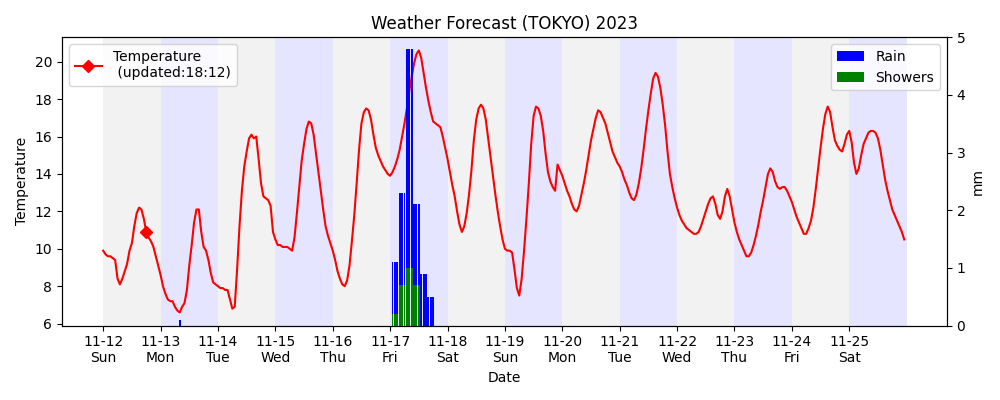 Weather Forecast (TOKYO) 2023
Temperature
(updated:18:12)
Rain
Showers
20
18
16
14
12
10
8
6
Temperature
5
4
3
2
1
0
mm
11-12 11-13 11-14 11-15 11-16 11-17 11-18 11-19 11-20 11-21 11-22 11-23 11-24 11-25
Sun Mon Tue Wed Thu Fri Sat Sun Mon Tue Wed Thu Fri Sat
Date